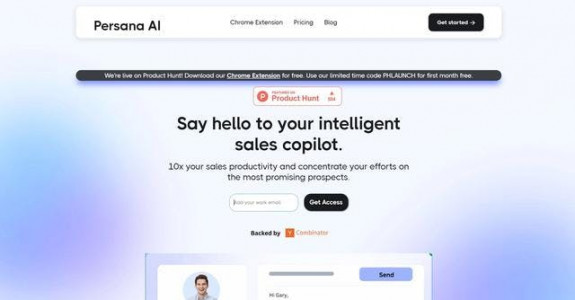 Persana AI
Chrome Extension Pricing Blog
Get started →
We're live on Product Hunt! Download our Chrome Extension for free. Use our limited time code PHLAUNCH for first month free.
FEATURED ON
Product Hunt
Say hello to your intelligent
sales copilot.
10x your sales productivity and concentrate your efforts on
the most promising prospects.
Add your work email
Get Access
Backed by Y Combinator
Send
Hi Gary,